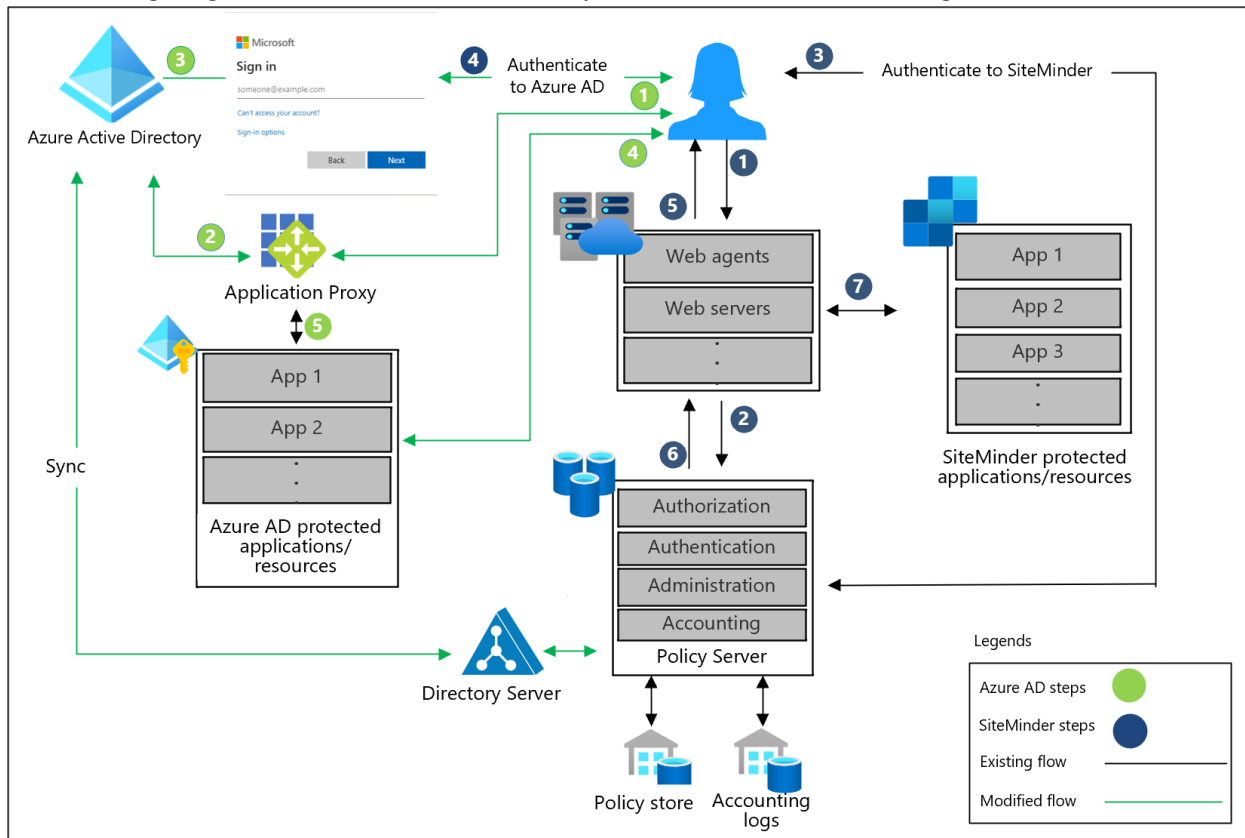 Microsoft
Sign in
someone@example.com
Can't access your account?
Sign-in options
Back
Next
3
Azure Active Directory
4
Authenticate
to Azure AD
1
4
3
Authenticate to SiteMinder
1
5
2
Application Proxy
5
App 1
App 2
Azure AD protected
applications/
resources
Sync
Web agents
Web servers
7
App 1
App 2
App 3
SiteMinder protected
applications/resources
2
6
Authorization
Authentication
Administration
Accounting
Policy Server
Directory Server
Policy store
Accounting
logs
Legends
Azure AD steps
SiteMinder steps
Existing flow
Modified flow